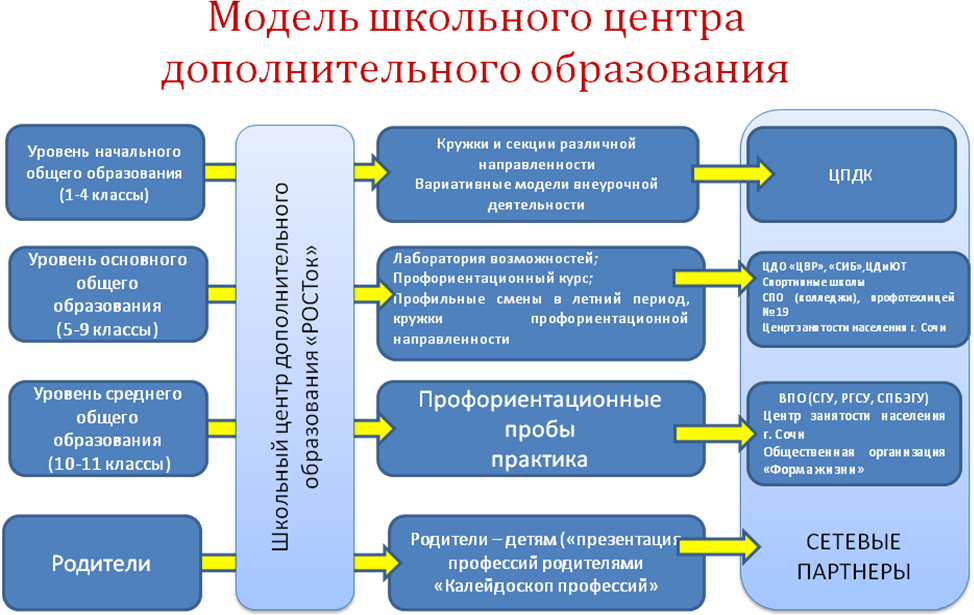 Модель школьного центра
дополнительного образования
Уровень начального
общего образования
(1-4 классы)
Уровень основного
общего
образования
(5-9 классы)
Уровень среднего
общего
образования
(10-11 классы)
Родители
Школьный центр дополнительного
образования «РОСТок»
Кружки и секции различной
направленности
Вариативные модели внеурочной
деятельности
Лаборатория возможностей;
Профориентационный курс;
Профильные смены в летний период,
кружки профориентационной
направленности
Профориентационные
пробы
практика
Родители – детям («презентация
профессий родителями
«Калейдоскоп профессий»
ЦПДК
ЦДО «ЦВР», «СИБ»,ЦДиЮТ
Спортивные школы
СПО (колледжи), профотехлицей
№19
Центр занятости населения г. Сочи
ВПО (СГУ, РГСУ, СПБЭГУ)
Центр занятости населения
г. Сочи
Общественная организация
«Форма жизни»
СЕТЕВЫЕ
ПАРТНЕРЫ